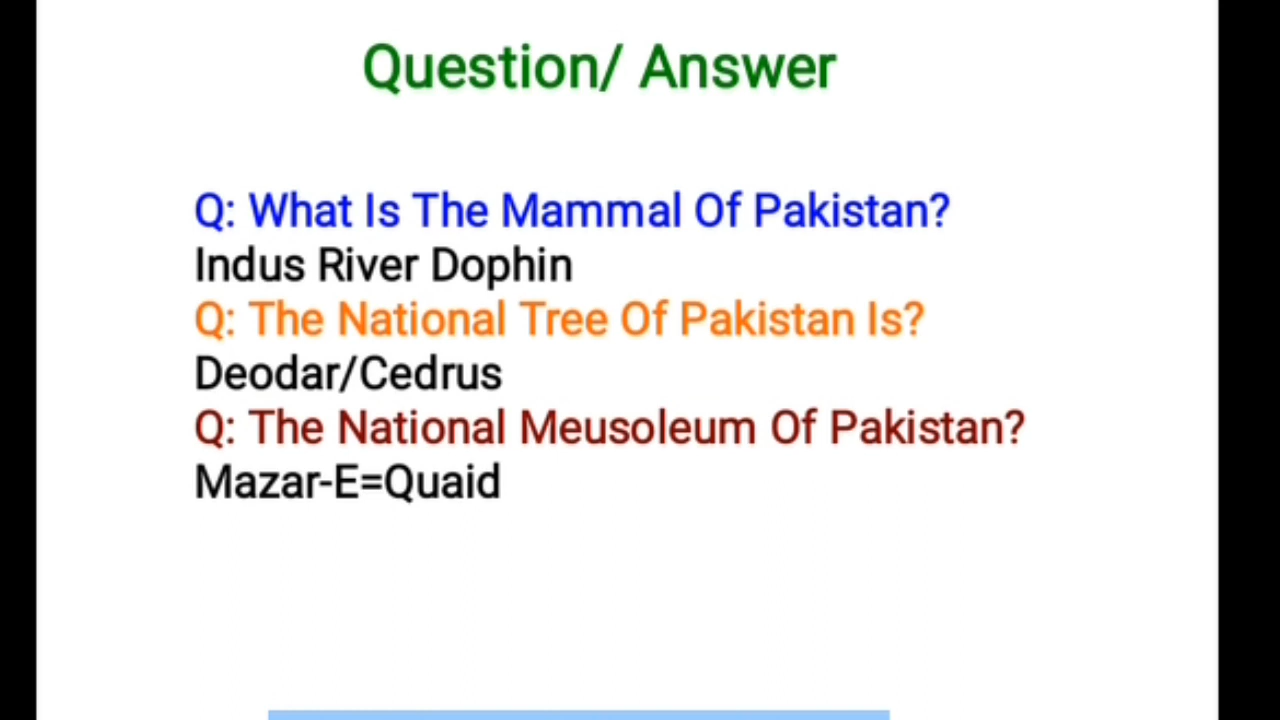 Question/ Answer
Q: What Is The Mammal Of Pakistan?
Indus River Dophin
Q: The National Tree Of Pakistan Is?
Deodar/Cedrus
Q: The National Meusoleum Of Pakistan?
Mazar-E=Quaid